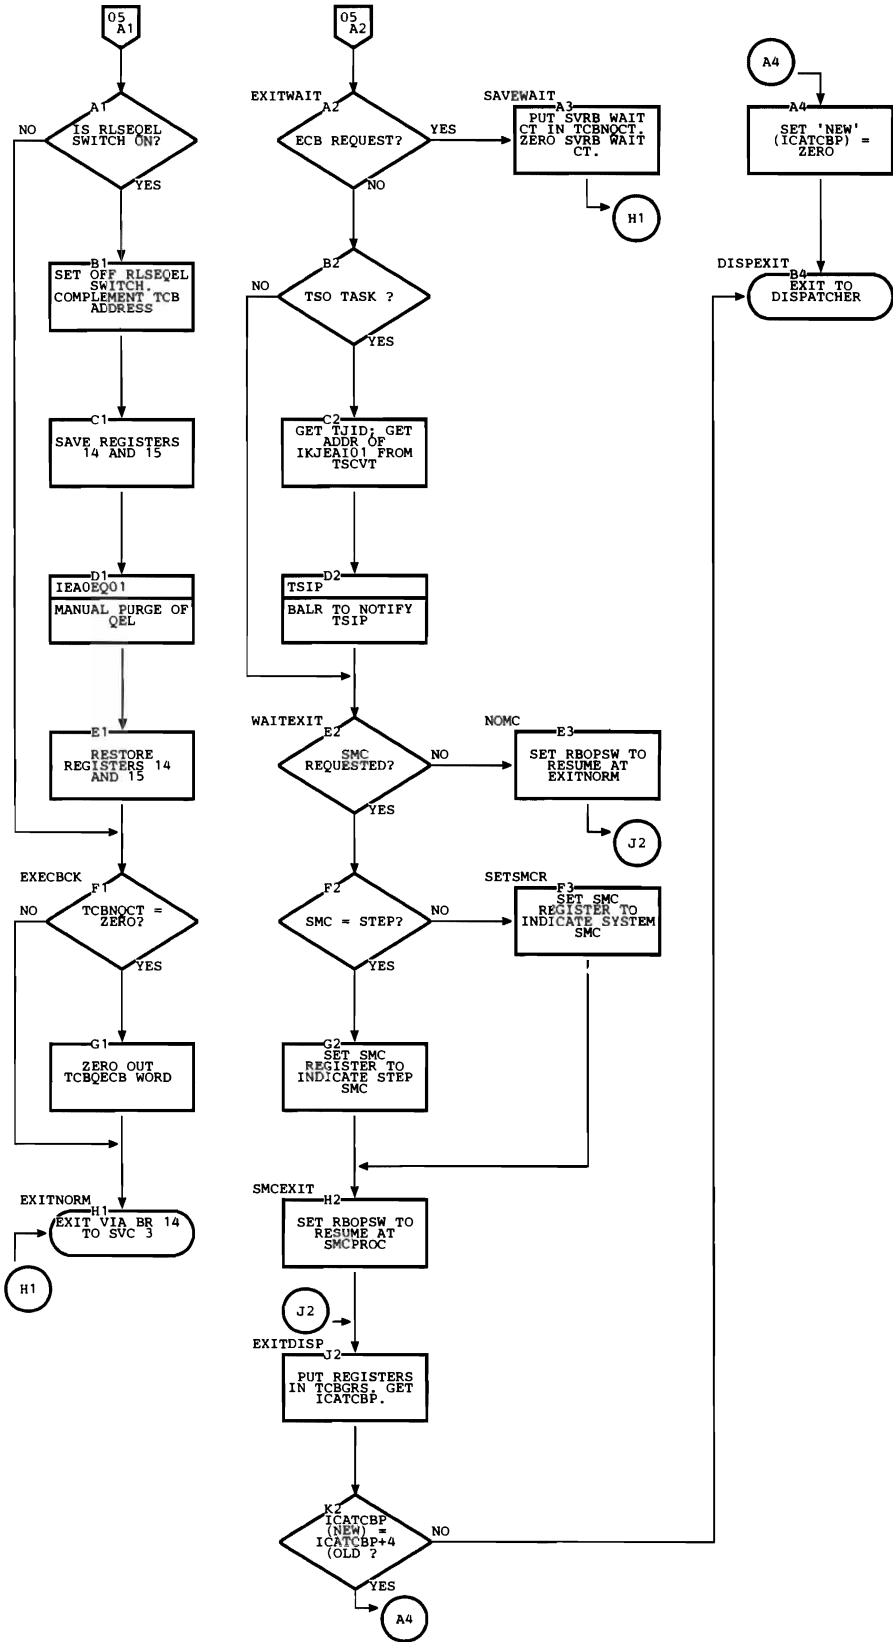 05
A1
A1
IS RLSEQEL
SWITCH ON?
NO
YES
B1
SET OFF RLSEQEL
SWITCH.
COMPLEMENT TCB
ADDRESS
C1
SAVE REGISTERS
14 AND 15
D1
IEA0EQ01
MANUAL PURGE OF
QEL
E1
RESTORE
REGISTERS 14
AND 15
EXECBCK
F1
TCBNQCT =
ZERO?
NO
YES
G1
ZERO OUT
TCBQECB WORD
EXITNORM
H1
EXIT VIA BR 14
TO SVC 3
H1
05
A2
EXITWAIT
A2
ECB REQUEST?
YES
NO
B2
TSO TASK ?
NO
YES
C2
GET TJID; GET
ADDR OF
IKJEAI01 FROM
TSCVT
D2
TSIP
BALR TO NOTIFY
TSIP
WAITEXIT
E2
SMC
REQUESTED?
NO
YES
F2
SMC = STEP?
NO
YES
G2
SET SMC
REGISTER TO
INDICATE STEP
SMC
SMCEXIT
H2
SET RBOPSW TO
RESUME AT
SMCPROC
J2
EXITDISP
J2
PUT REGISTERS
IN TCBGRS. GET
ICATCBP.
K2
ICATCBP
(NEW) =
ICATCBP+4
(OLD ?
NO
YES
A4
SAVEWAIT
A3
PUT SVRB WAIT
CT IN TCBNQCT.
ZERO SVRB WAIT
CT.
H1
NOMC
E3
SET RBOPSW TO
RESUME AT
EXITNORM
J2
SETSMCR
F3
SET SMC
REGISTER TO
INDICATE SYSTEM
SMC
A4
A4
SET 'NEW'
(ICATCBP) =
ZERO
DISPEXIT
B4
EXIT TO
DISPATCHER